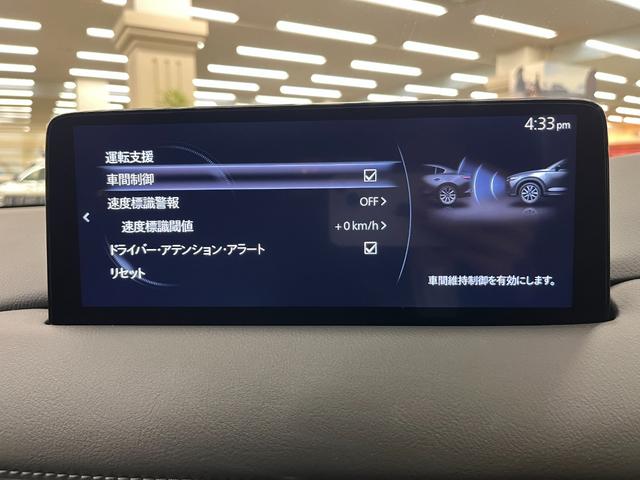 4:33pm
運転支援
車間制御 ☑
速度標識警報 OFF >
速度標識閾値 +0 km/h >
ドライバー・アテンション・アラート ☑
リセット
車間維持制御を有効にします。